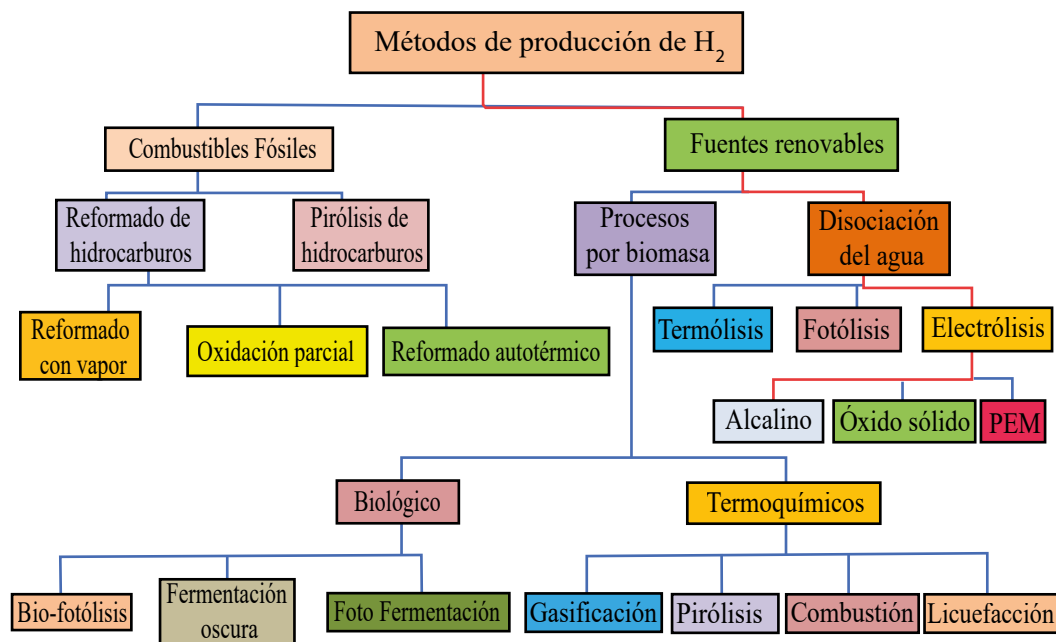 Métodos de producción de H₂
Combustibles Fósiles
Fuentes renovables
Reformado de
hidrocarburos
Pirólisis de
hidrocarburos
Procesos
por biomasa
Disociación
del agua
Reformado
con vapor
Oxidación parcial
Reformado autotérmico
Termólisis
Fotólisis
Electrólisis
Alcalino
Óxido sólido
PEM
Biológico
Termoquímicos
Bio-fotólisis
Fermentación
oscura
Foto Fermentación
Gasificación
Pirólisis
Combustión
Licuefacción